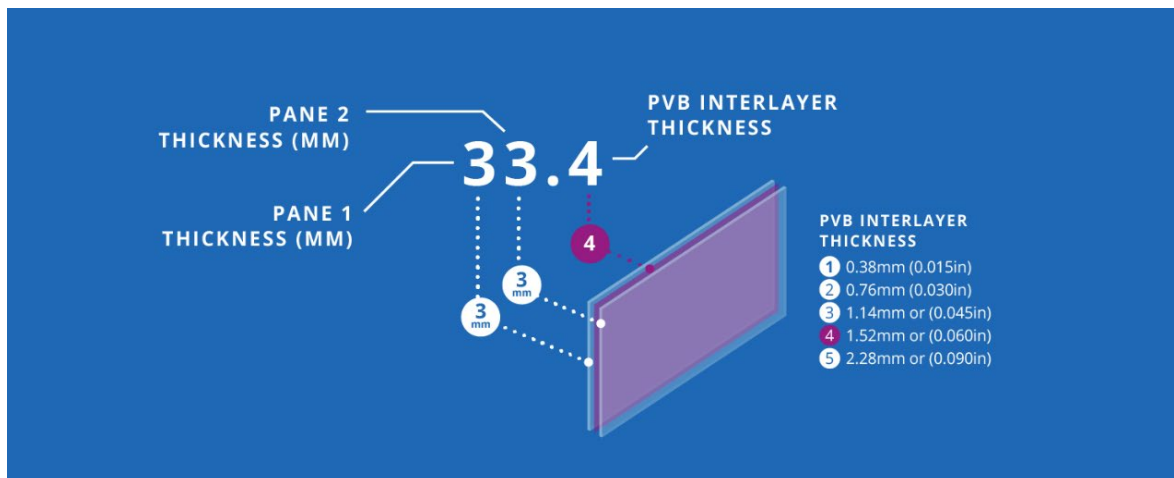 PANE 2
THICKNESS (MM)
PVB INTERLAYER
THICKNESS
33.4
PANE 1
THICKNESS (MM)
4
3
mm
3
mm
PVB INTERLAYER
THICKNESS
1 0.38mm (0.015in)
2 0.76mm (0.030in)
3 1.14mm or (0.045in)
4 1.52mm or (0.060in)
5 2.28mm or (0.090in)